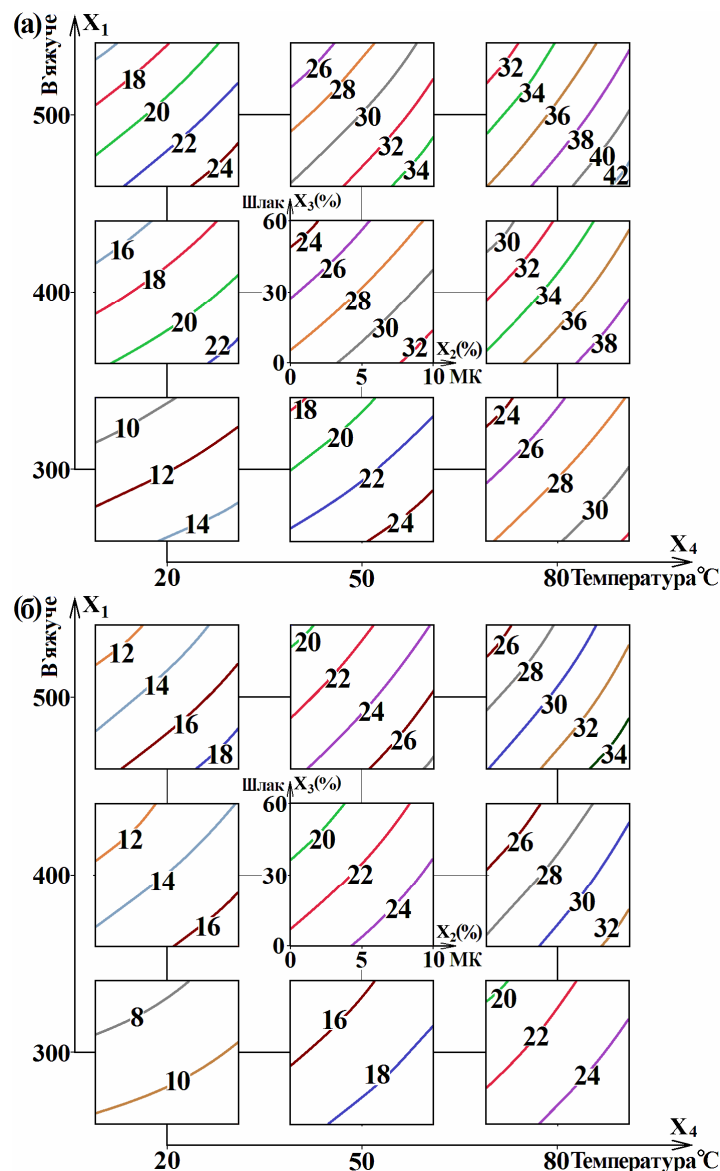 (а) X1
В'яжуче
500
18 20 22 24
26 28 30 32 34
32 34 36 38 40 42
400
16 18 20 22
Шлак X3(%)
60
30
0
24 26 28 30 32
X2(%)
0 5 10 МК
30 32 34 36 38
300
10 12 14
18 20 22 24
24 26 28 30
X4
20 50 80 Температура°C
(б) X1
В'яжуче
500
12 14 16 18
20 22 24 26
26 28 30 32 34
400
12 14 16
Шлак X3(%)
60
30
0
20 22 24
X2(%)
0 5 10 МК
26 28 30 32
300
8 10
16 18
20 22 24
X4
20 50 80 Температура°C